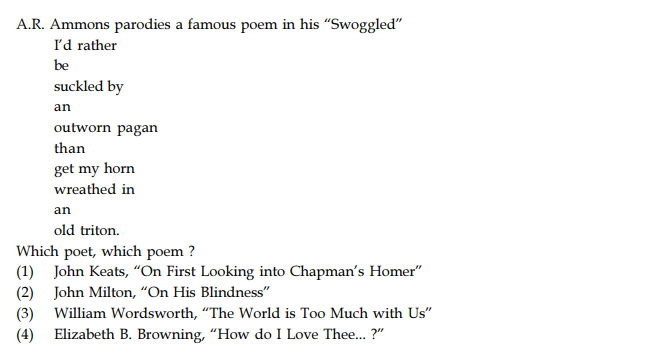 A.R. Ammons parodies a famous poem in his “Swoggled”
I’d rather
be
suckled by
an
outworn pagan
than
get my horn
wreathed in
an
old triton.
Which poet, which poem ?
(1) John Keats, “On First Looking into Chapman’s Homer”
(2) John Milton, “On His Blindness”
(3) William Wordsworth, “The World is Too Much with Us”
(4) Elizabeth B. Browning, “How do I Love Thee... ?”